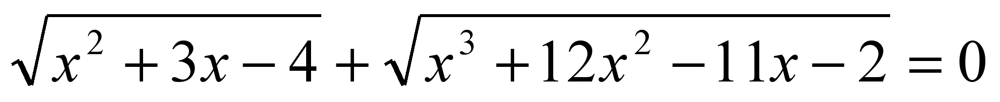 √(x² + 3x − 4) + √(x³ + 12x² − 11x − 2) = 0